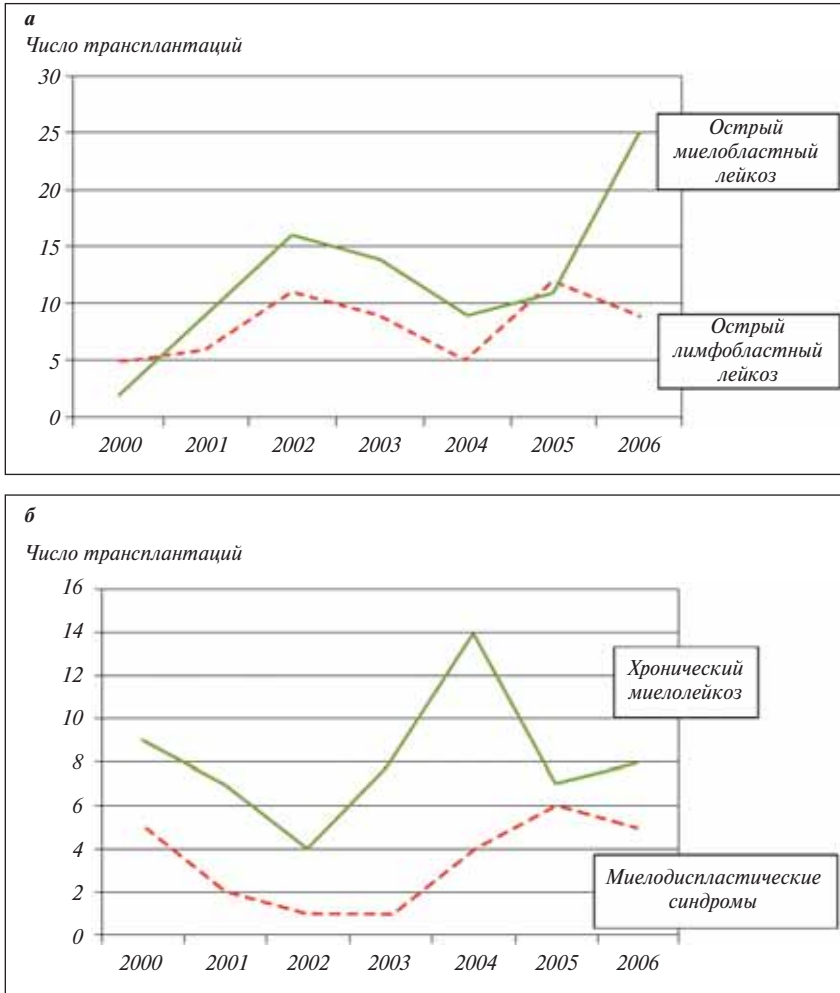 а
Число трансплантаций
30
25
20
15
10
5
0
Острый
миелобластный
лейкоз
Острый
лимфобластный
лейкоз
2000 2001 2002 2003 2004 2005 2006
б
Число трансплантаций
16
14
12
10
8
6
4
2
0
Хронический
миелолейкоз
Миелодиспластические
синдромы
2000 2001 2002 2003 2004 2005 2006